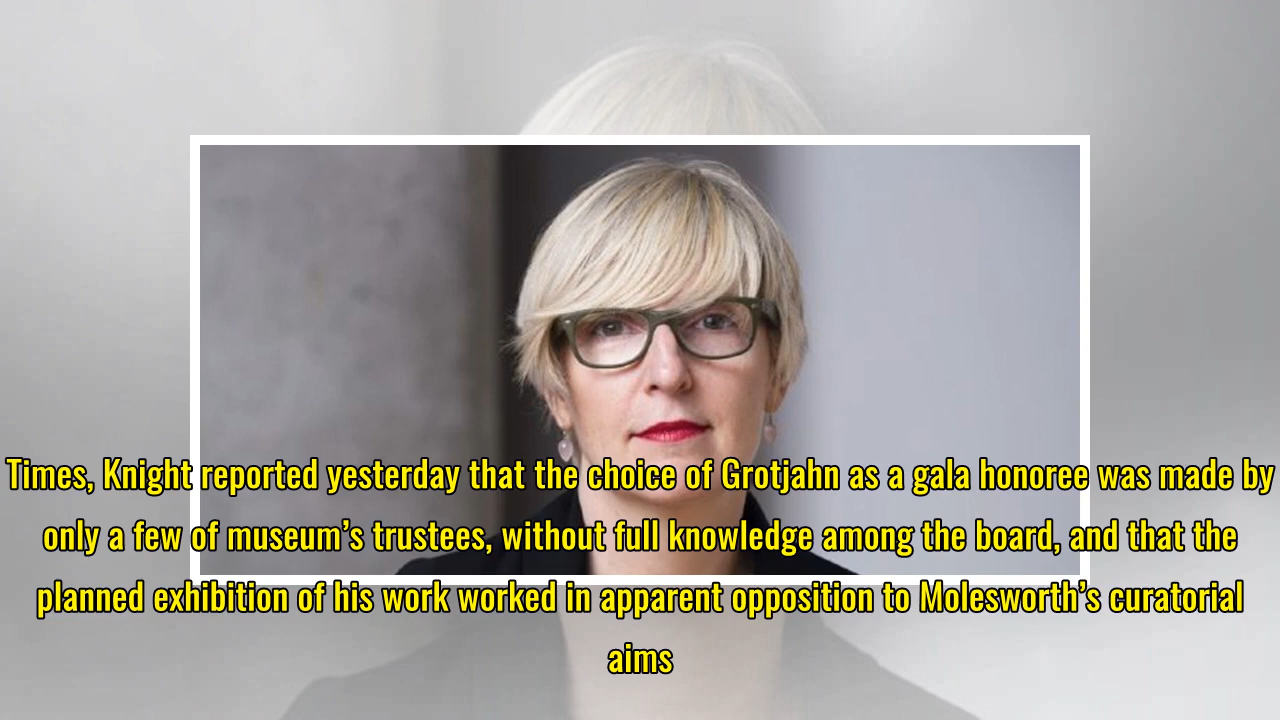 Times, Knight reported yesterday that the choice of Grotjahn as a gala honoree was made by
only a few of museum’s trustees, without full knowledge among the board, and that the
planned exhibition of his work worked in apparent opposition to Molesworth’s curatorial
aims